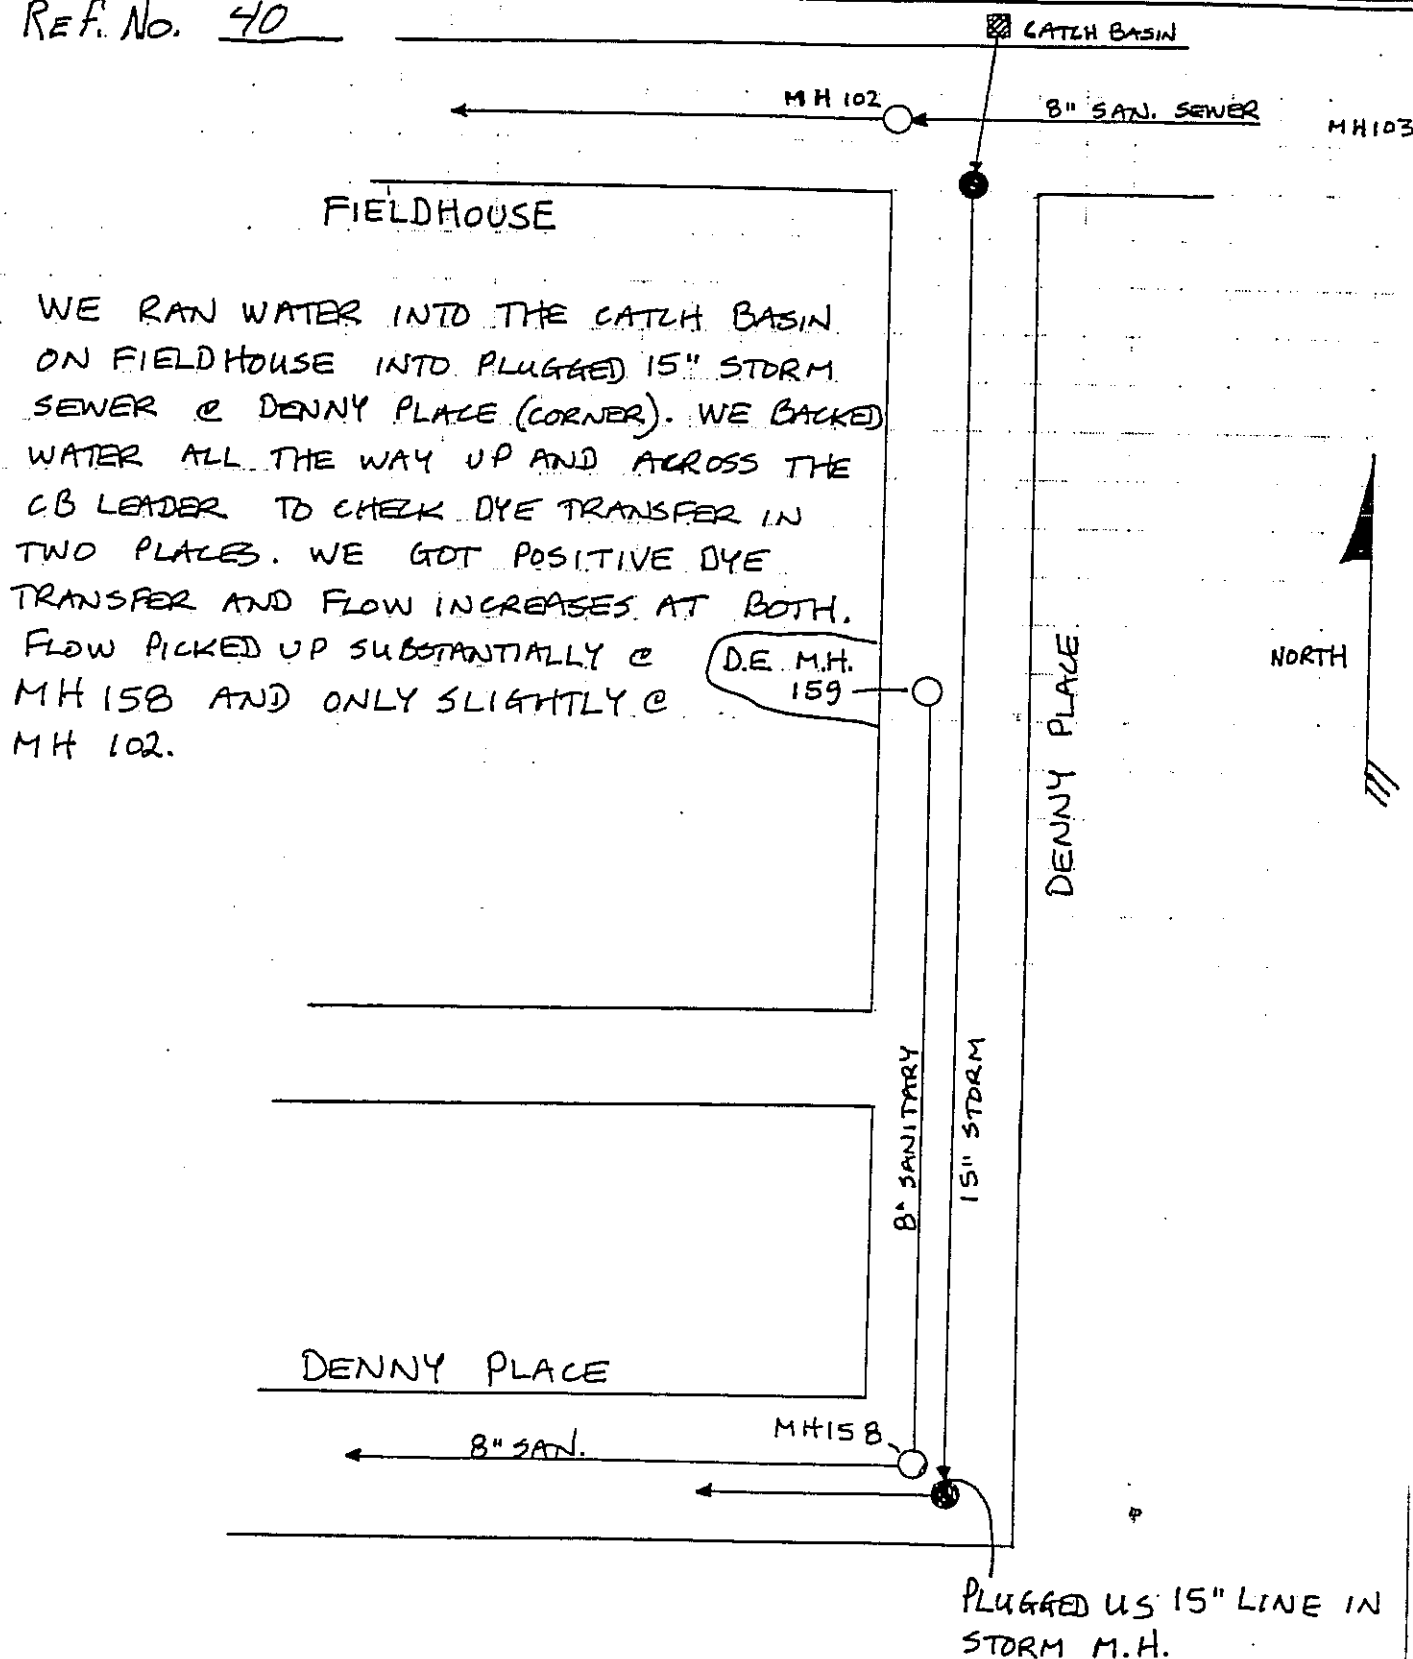 REF. No. 40
CATCH BASIN
MH 102
8" SAN. SEWER
MH103
FIELDHOUSE
WE RAN WATER INTO THE CATCH BASIN
ON FIELDHOUSE INTO PLUGGED 15" STORM
SEWER @ DENNY PLACE (CORNER). WE BACKED
WATER ALL THE WAY UP AND ACROSS THE
CB LEADER TO CHECK DYE TRANSFER IN
TWO PLACES. WE GOT POSITIVE DYE
TRANSFER AND FLOW INCREASES AT BOTH.
FLOW PICKED UP SUBSTANTIALLY @
MH 158 AND ONLY SLIGHTLY @
MH 102.
D.E. M.H.
159
DENNY PLACE
NORTH
8" SANITARY
15" STORM
DENNY PLACE
8" SAN.
MH158
PLUGGED US 15" LINE IN
STORM M.H.